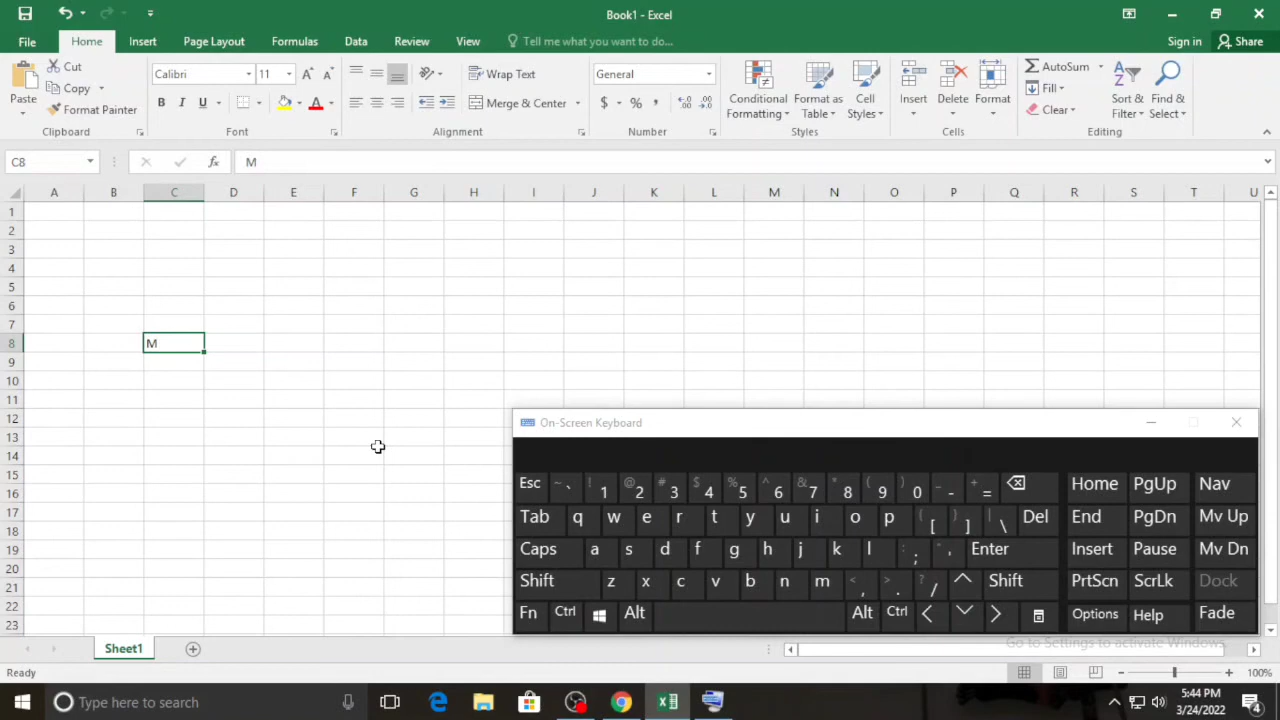 Book1 - Excel
File Home Insert Page Layout Formulas Data Review View Tell me what you want to do... Sign in Share
Paste Cut Copy Format Painter Clipboard
Calibri 11 B I U Font
Wrap Text Merge & Center Alignment
General $ % , Number
Conditional Formatting Format as Table Cell Styles Styles
Insert Delete Format Cells
AutoSum Fill Clear Sort & Filter Find & Select Editing
C8 fx M
A B C D E F G H I J K L M N O P Q R S T U
1
2
3
4
5
6
7
8 M
9
10
11
12
13
14
15
16
17
18
19
20
21
22
23
On-Screen Keyboard
Esc ~ ` ! 1 @ 2 # 3 $ 4 % 5 ^ 6 & 7 * 8 ( 9 ) 0 _ - + = Home PgUp Nav
Tab q w e r t y u i o p { [ } ] | \ Del End PgDn Mv Up
Caps a s d f g h j k l : ; " ' Enter Insert Pause Mv Dn
Shift z x c v b n m < , > . ? / Shift PrtScn ScrLk Dock
Fn Ctrl Alt Alt Ctrl Options Help Fade
Go to Settings to activate Windows.
Sheet1
Ready 100%
Type here to search
5:44 PM
3/24/2022
4